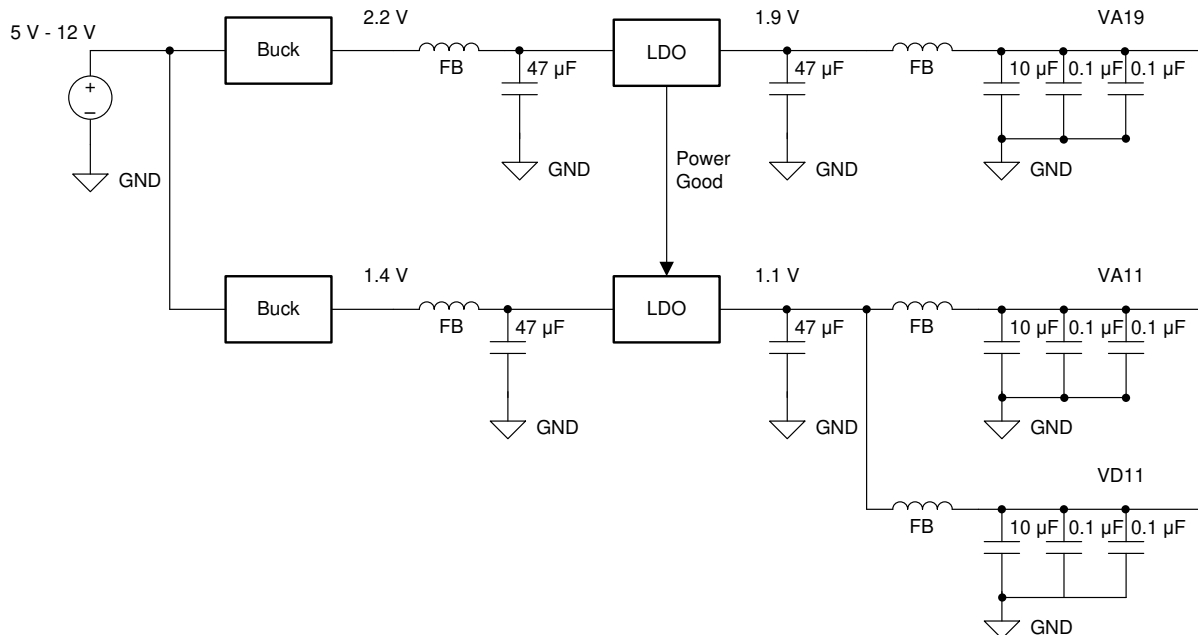 5 V - 12 V
2.2 V
1.9 V
VA19
Buck
FB
47 µF
LDO
47 µF
FB
10 µF
0.1 µF
0.1 µF
+
–
GND
GND
GND
GND
Power
Good
1.4 V
1.1 V
VA11
Buck
FB
47 µF
LDO
47 µF
FB
10 µF
0.1 µF
0.1 µF
GND
GND
GND
VD11
FB
10 µF
0.1 µF
0.1 µF
GND